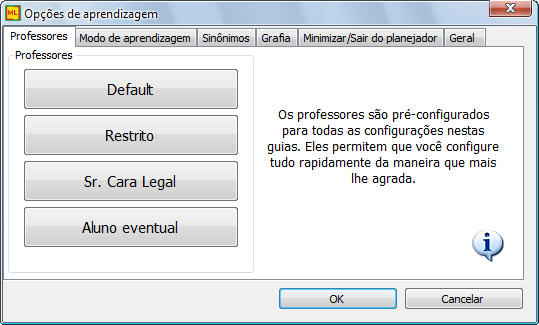 ML Opções de aprendizagem
Professores Modo de aprendizagem Sinônimos Grafia Minimizar/Sair do planejador Geral
Professores
Default
Restrito
Sr. Cara Legal
Aluno eventual
Os professores são pré-configurados
para todas as configurações nestas
guias. Eles permitem que você configure
tudo rapidamente da maneira que mais
lhe agrada.
OK Cancelar